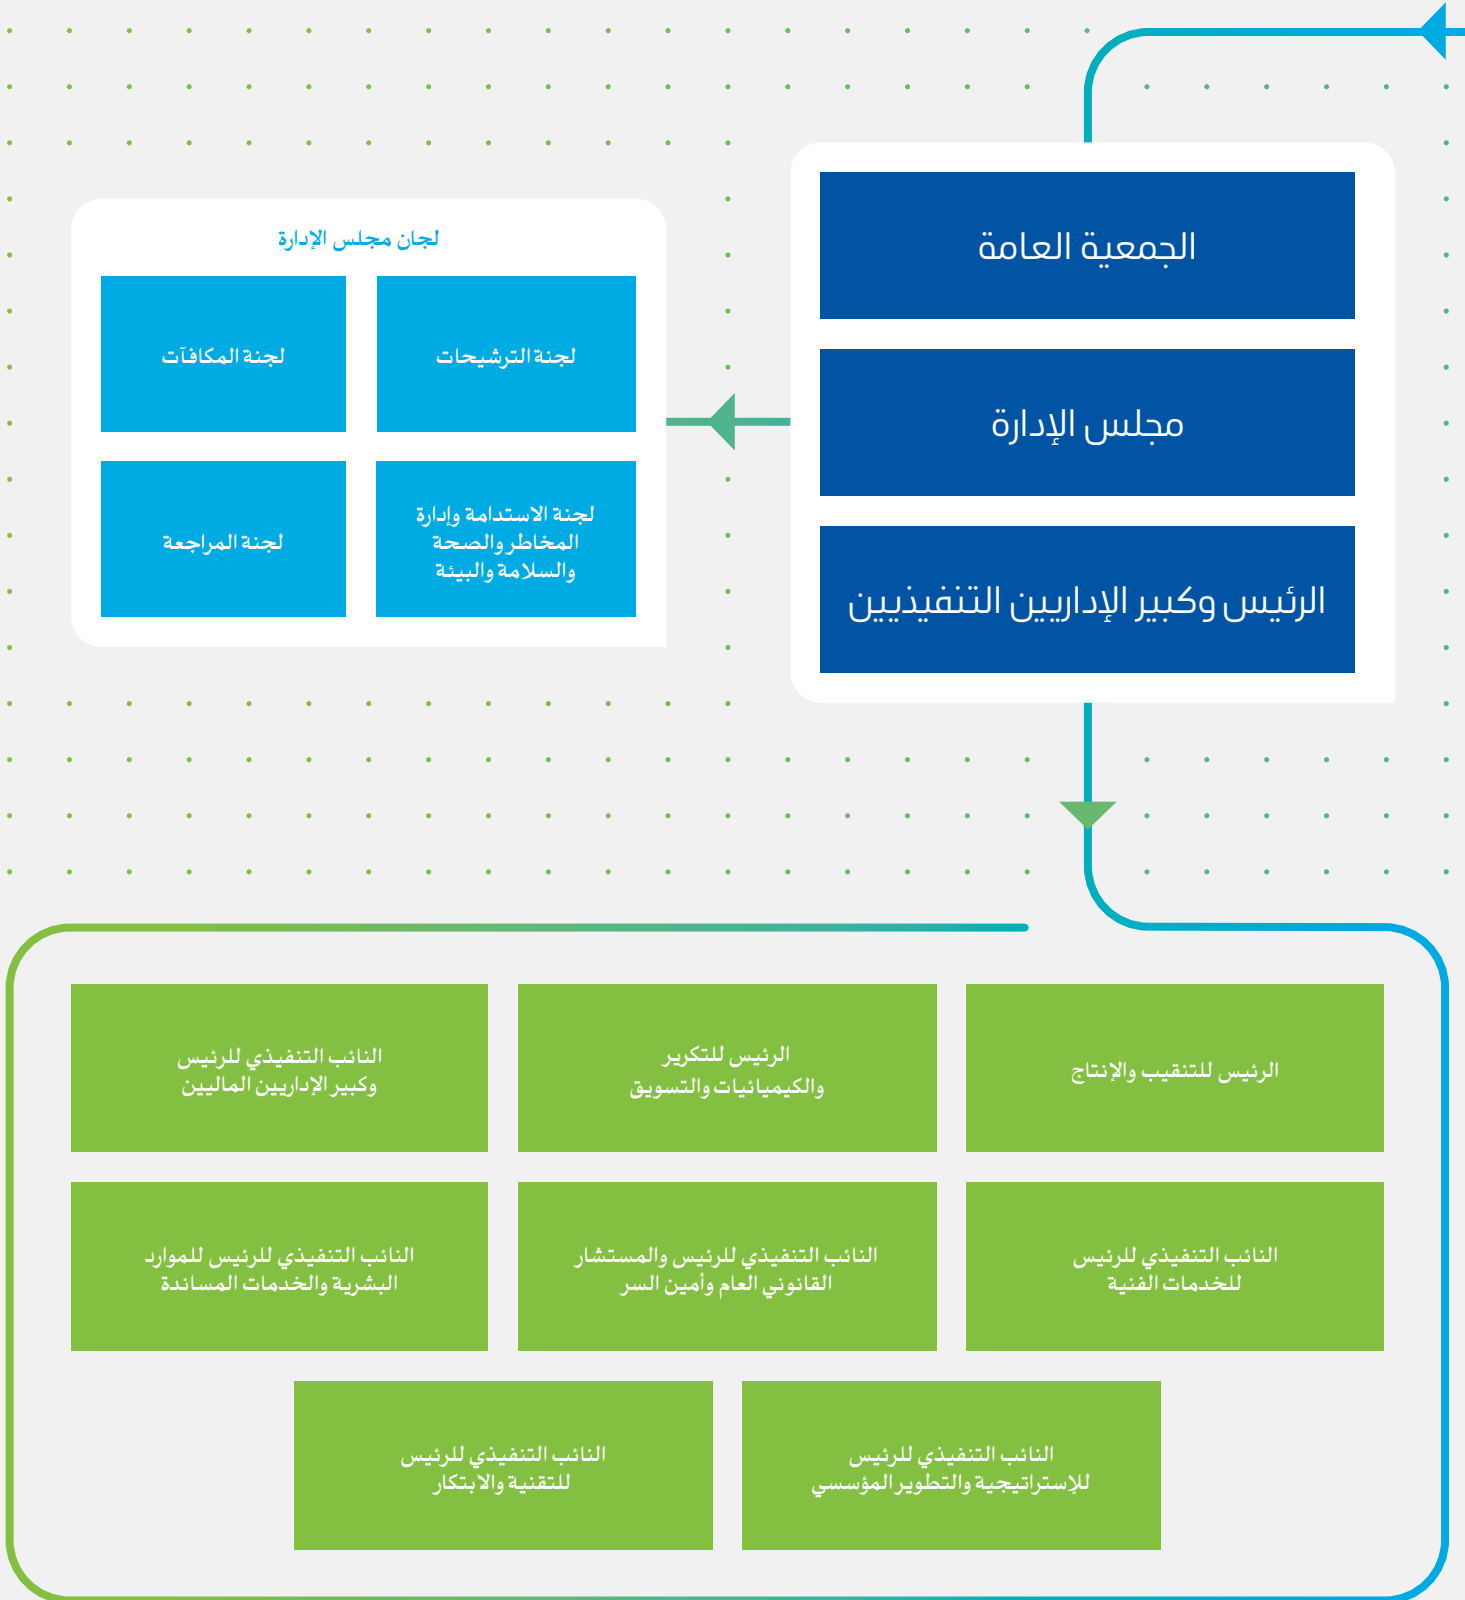 الجمعية العامة
مجلس الإدارة
الرئيس وكبير الإداريين التنفيذيين
لجان مجلس الإدارة
لجنة الترشيحات
لجنة المكافآت
لجنة الاستدامة وإدارة
المخاطر والصحة
والسلامة والبيئة
لجنة المراجعة
الرئيس للتنقيب والإنتاج
الرئيس للتكرير
والكيميائيات والتسويق
النائب التنفيذي للرئيس
وكبير الإداريين الماليين
النائب التنفيذي للرئيس
للخدمات الفنية
النائب التنفيذي للرئيس والمستشار
القانوني العام وأمين السر
النائب التنفيذي للرئيس للموارد
البشرية والخدمات المساندة
النائب التنفيذي للرئيس
للإستراتيجية والتطوير المؤسسي
النائب التنفيذي للرئيس
للتقنية والابتكار